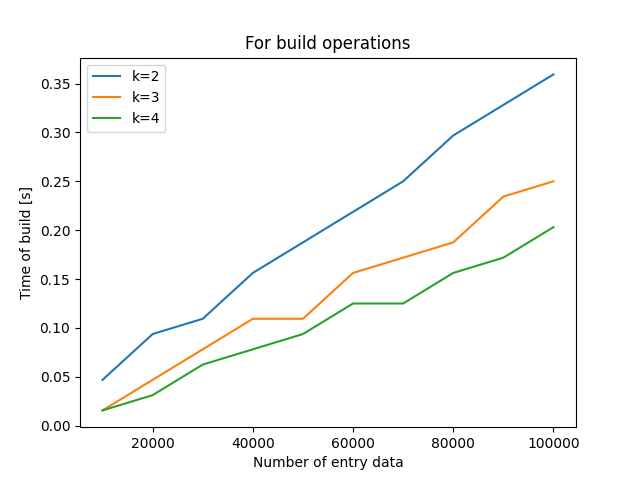 For build operations
k=2
k=3
k=4
Time of build [s]
0.35
0.30
0.25
0.20
0.15
0.10
0.05
0.00
20000 40000 60000 80000 100000
Number of entry data